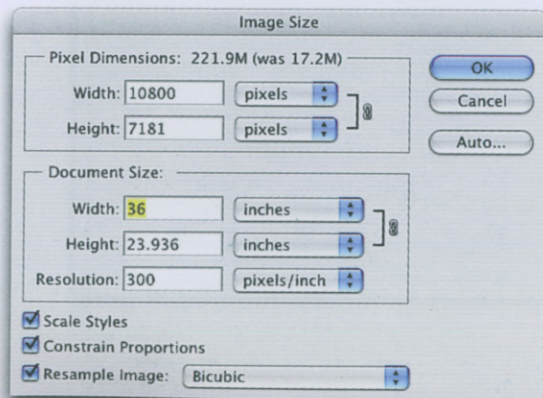 Image Size
Pixel Dimensions: 221.9M (was 17.2M)
Width: 10800 pixels
Height: 7181 pixels
OK
Cancel
Auto...
Document Size:
Width: 36 inches
Height: 23.936 inches
Resolution: 300 pixels/inch
Scale Styles
Constrain Proportions
Resample Image: Bicubic